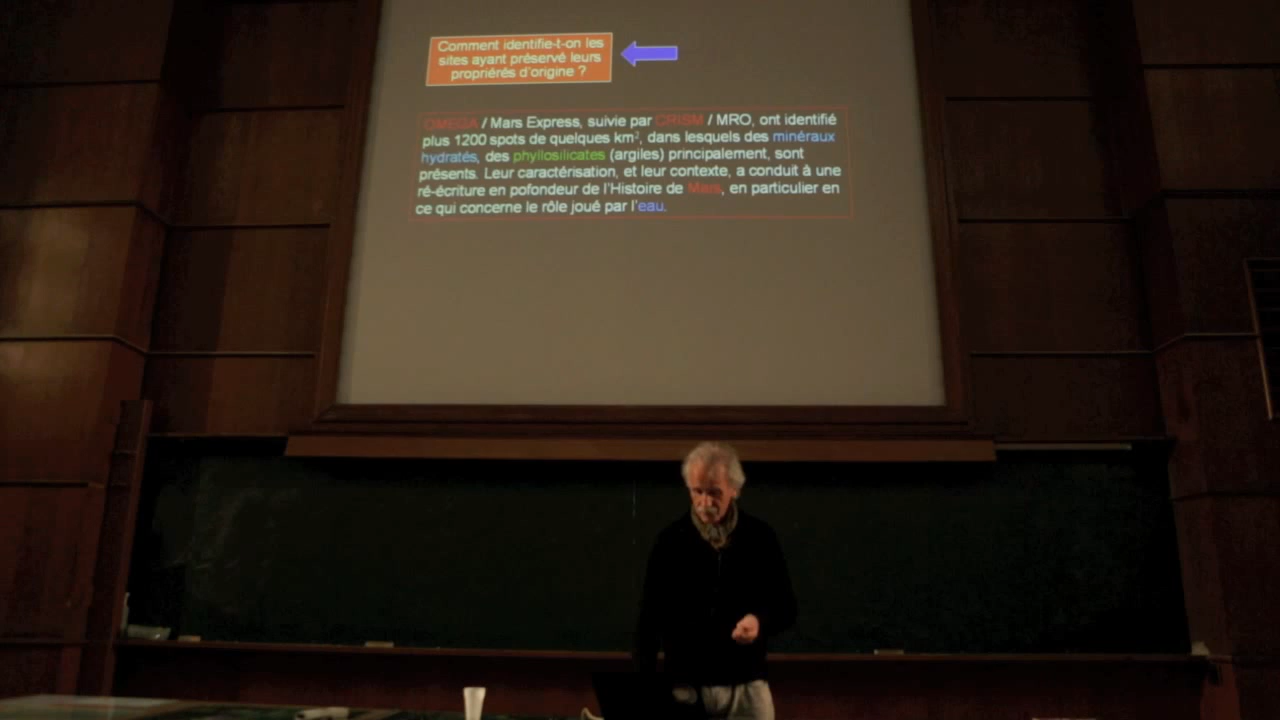 Comment identifie-t-on les
sites ayant préservé leurs
propriérés d'origine ?
OMEGA / Mars Express, suivie par CRISM / MRO, ont identifié
plus 1200 spots de quelques km², dans lesquels des minéraux
hydratés, des phyllosilicates (argiles) principalement, sont
présents. Leur caractérisation, et leur contexte, a conduit à une
ré-écriture en pofondeur de l'Histoire de Mars, en particulier en
ce qui concerne le rôle joué par l'eau.